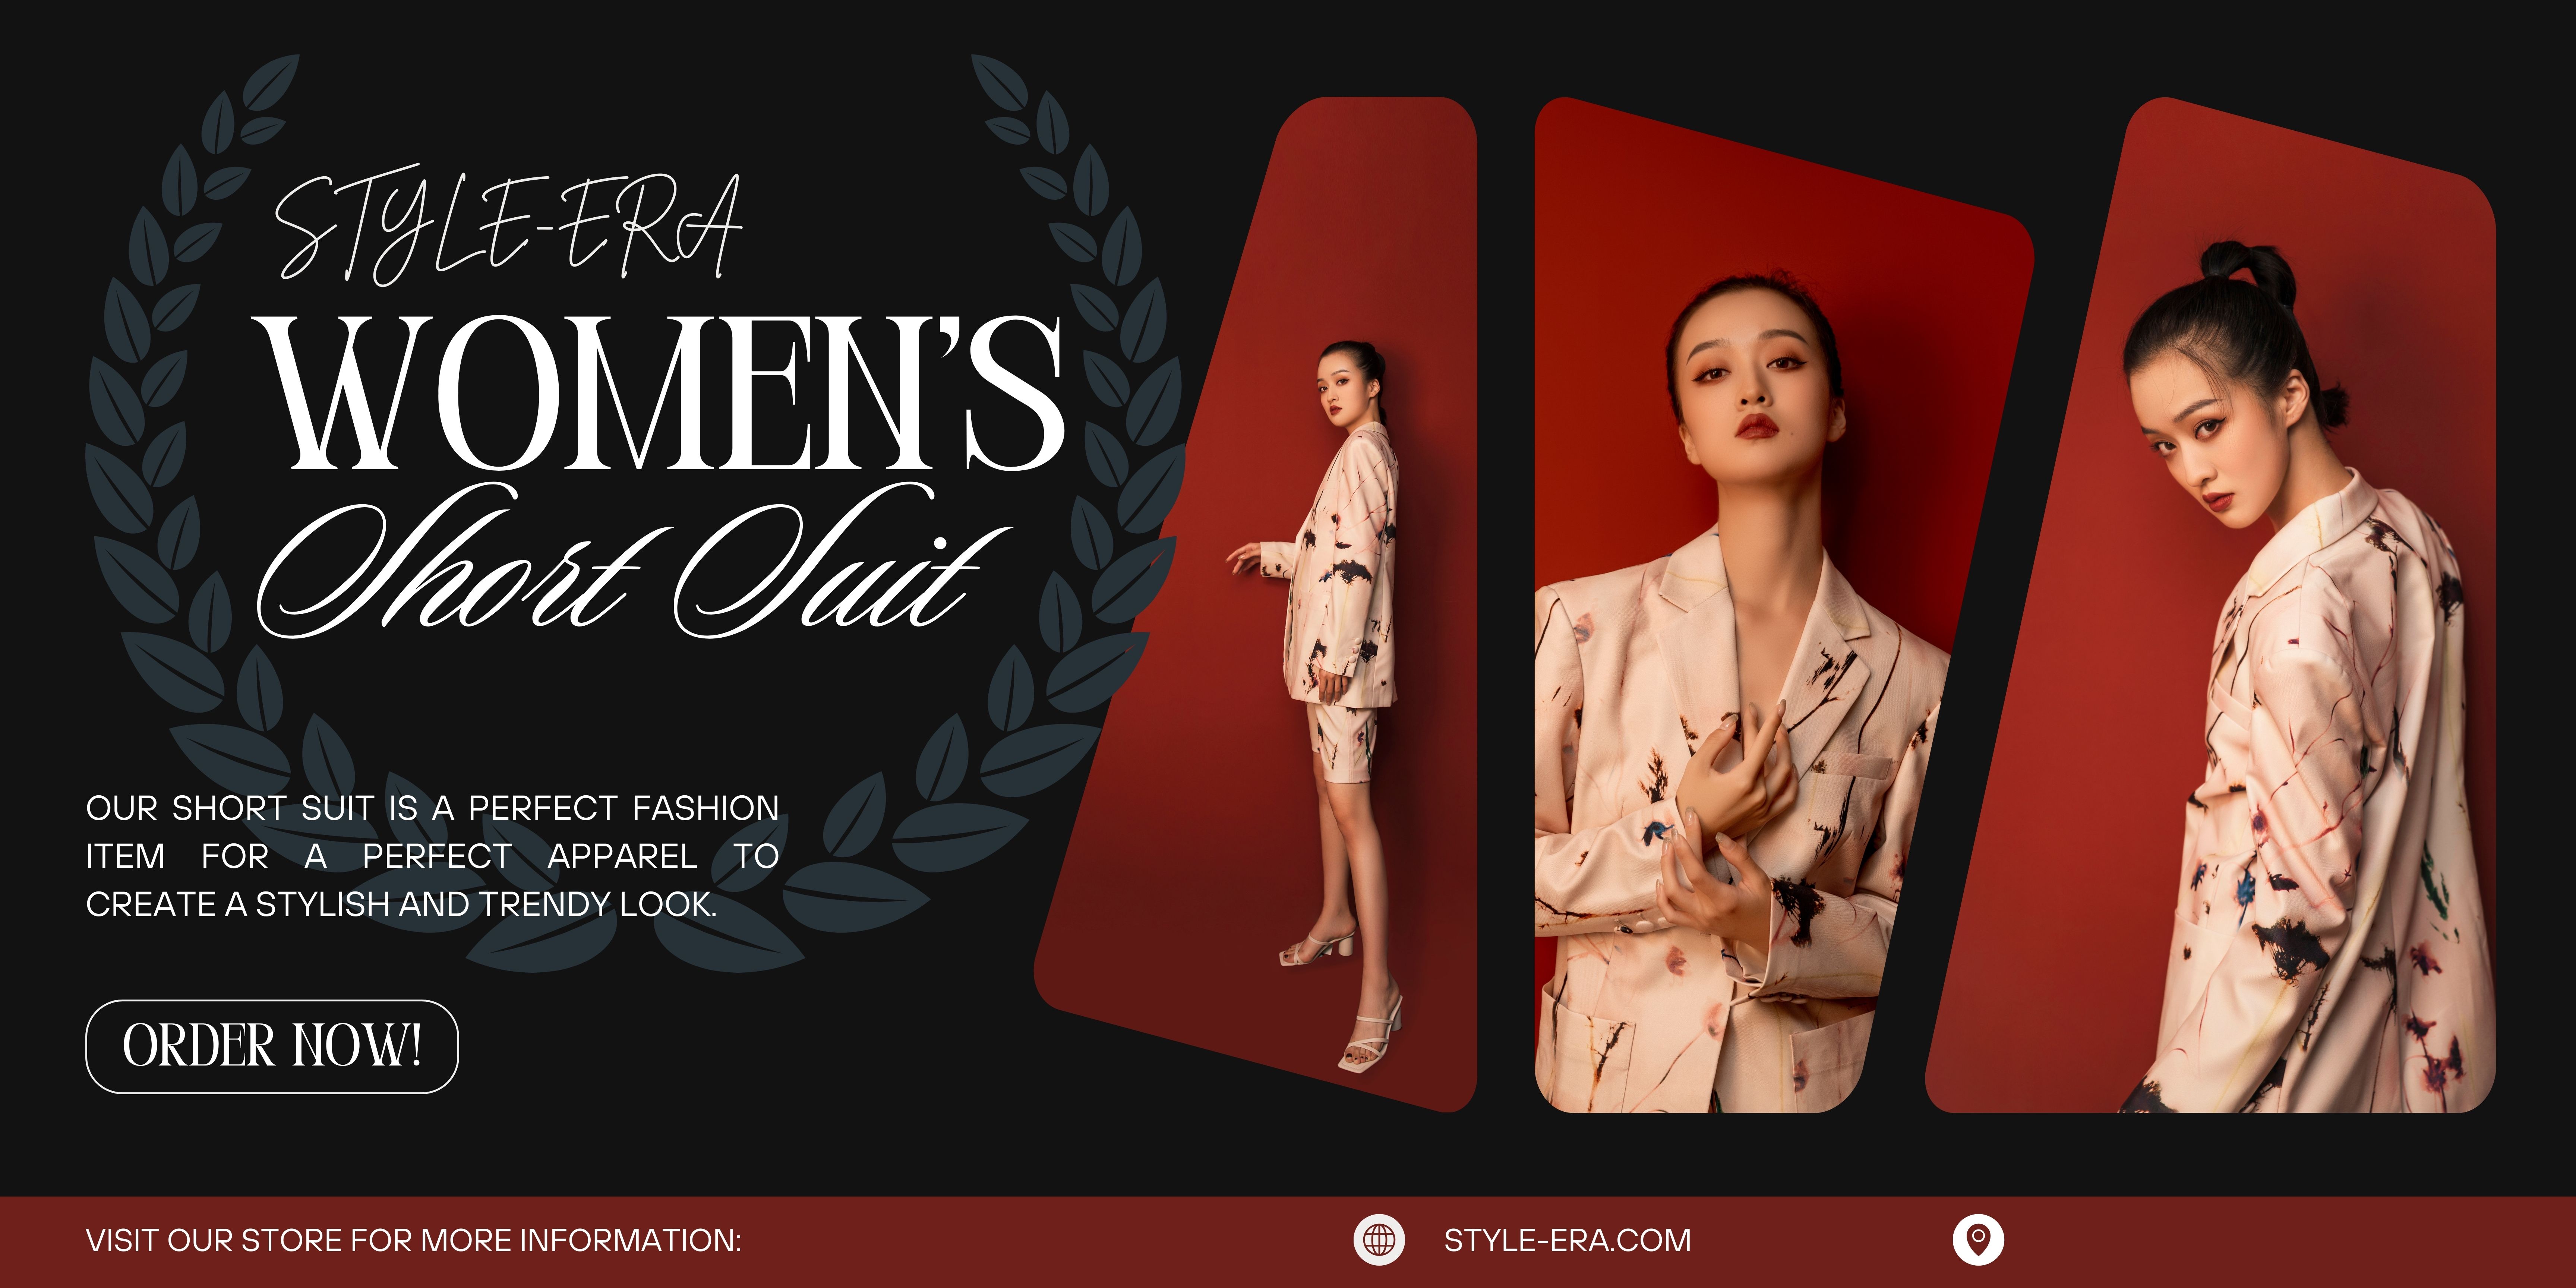 STYLE-ERA
WOMEN'S
Short Suit
OUR SHORT SUIT IS A PERFECT FASHION
ITEM FOR A PERFECT APPAREL TO
CREATE A STYLISH AND TRENDY LOOK.
ORDER NOW!
VISIT OUR STORE FOR MORE INFORMATION:
STYLE-ERA.COM